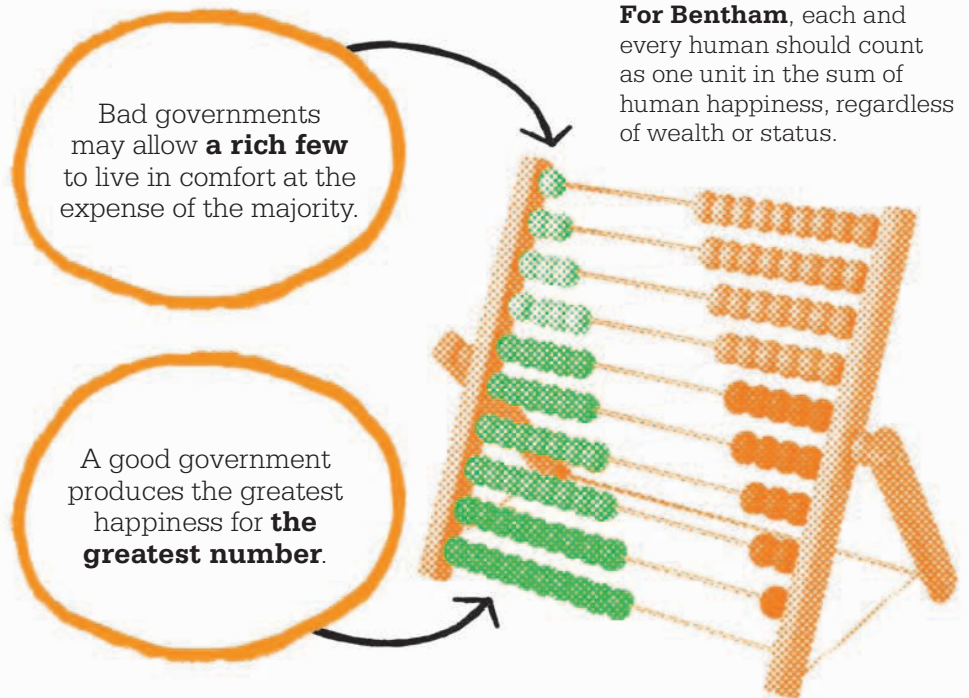 For Bentham, each and
every human should count
as one unit in the sum of
human happiness, regardless
of wealth or status.
Bad governments
may allow a rich few
to live in comfort at the
expense of the majority.
A good government
produces the greatest
happiness for the
greatest number.